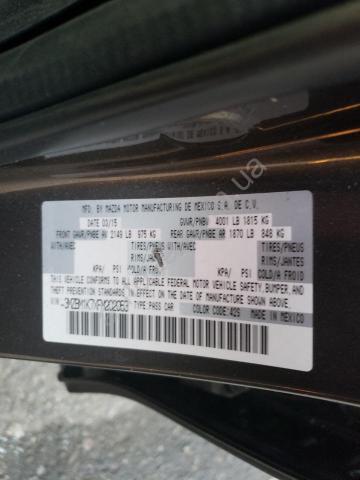 MFD. BY MAZDA MOTOR MANUFACTURING DE MEXICO S.A. DE C.V.
DATE 03/15 GVWR/PNBV 4001 LB 1815 KG
FRONT GAWR/PNBE AV 2149 LB 975 KG REAR GAWR/PNBE AR 1870 LB 848 KG
WITH/AVEC TIRES/PNEUS WITH/AVEC TIRES/PNEUS
RIMS/JANTES RIMS/JANTES
KPA/ PSI COLD/A FROID KPA/ PSI COLD/A FROID
CONFORMS TO ALL APPLICABLE FEDERAL MOTOR VEHICLE SAFETY, BUMPER, AND
THEFT PREVENTION STANDARDS IN EFFECT ON THE DATE OF MANUFACTURE SHOWN ABOVE.
VIN: TYPE:PASS CAR COLOR CODE:42S
MADE IN MEXICO